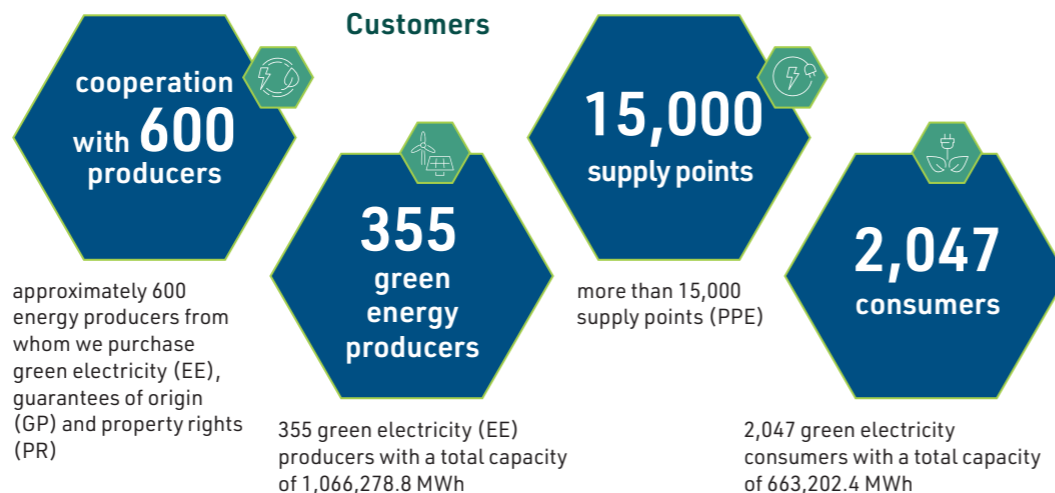 Customers
cooperation
with 600
producers
approximately 600
energy producers from
whom we purchase
green electricity (EE),
guarantees of origin
(GP) and property rights
(PR)
355
green
energy
producers
355 green electricity (EE)
producers with a total capacity
of 1,066,278.8 MWh
15,000
supply points
more than 15,000
supply points (PPE)
2,047
consumers
2,047 green electricity
consumers with a total capacity
of 663,202.4 MWh